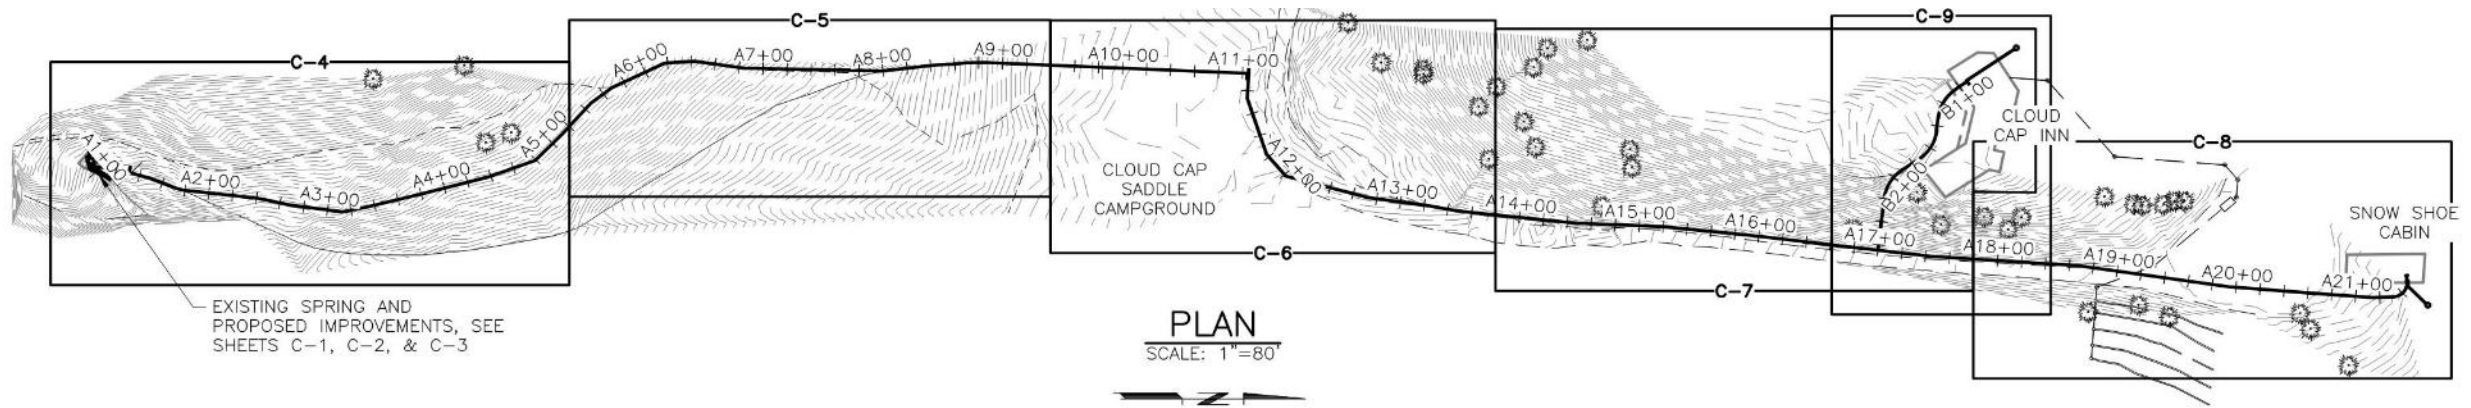 C-4
C-5
C-6
C-7
C-8
C-9
A1+00
A2+00
A3+00
A4+00
A5+00
A6+00
A7+00
A8+00
A9+00
A10+00
A11+00
A12+00
A13+00
A14+00
A15+00
A16+00
A17+00
A18+00
A19+00
A20+00
A21+00
B1+00
B2+00
CLOUD CAP
SADDLE
CAMPGROUND
CLOUD
CAP INN
SNOW SHOE
CABIN
EXISTING SPRING AND
PROPOSED IMPROVEMENTS, SEE
SHEETS C-1, C-2, & C-3
PLAN
SCALE: 1"=80'
N